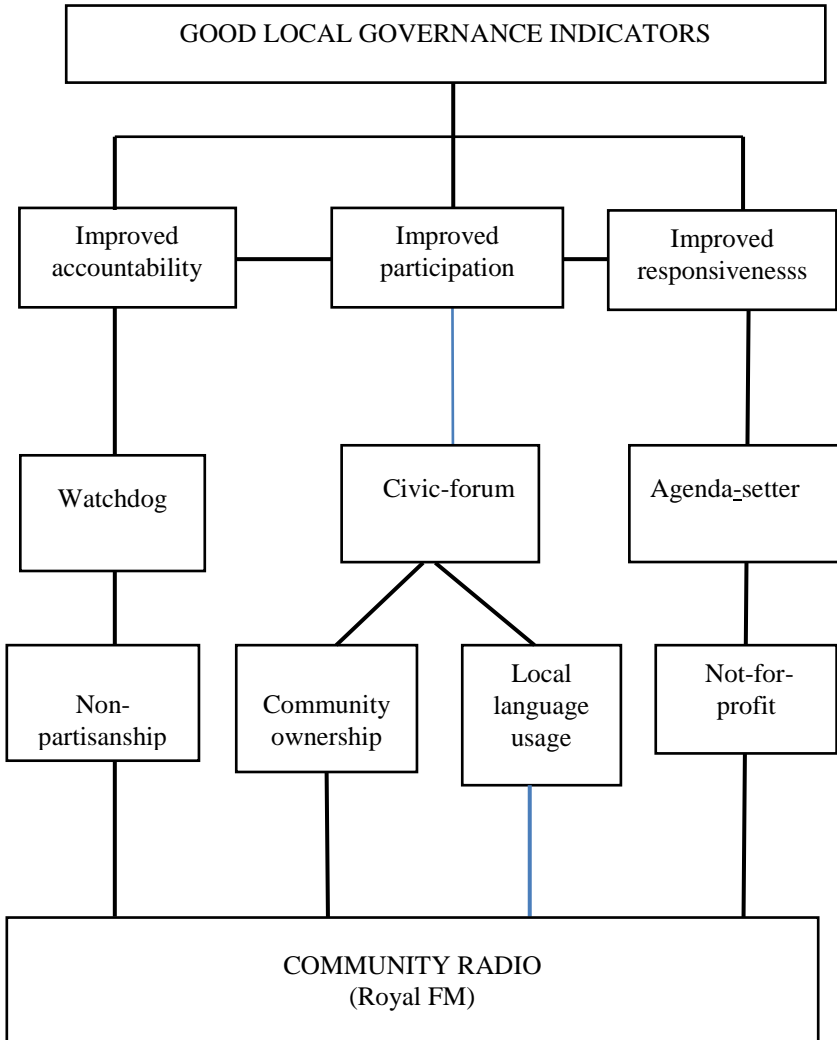 GOOD LOCAL GOVERNANCE INDICATORS
Improved
accountability
Improved
participation
Improved
responsivenesss
Watchdog
Civic-forum
Agenda-setter
Non-
partisanship
Community
ownership
Local
language
usage
Not-for-
profit
COMMUNITY RADIO
(Royal FM)